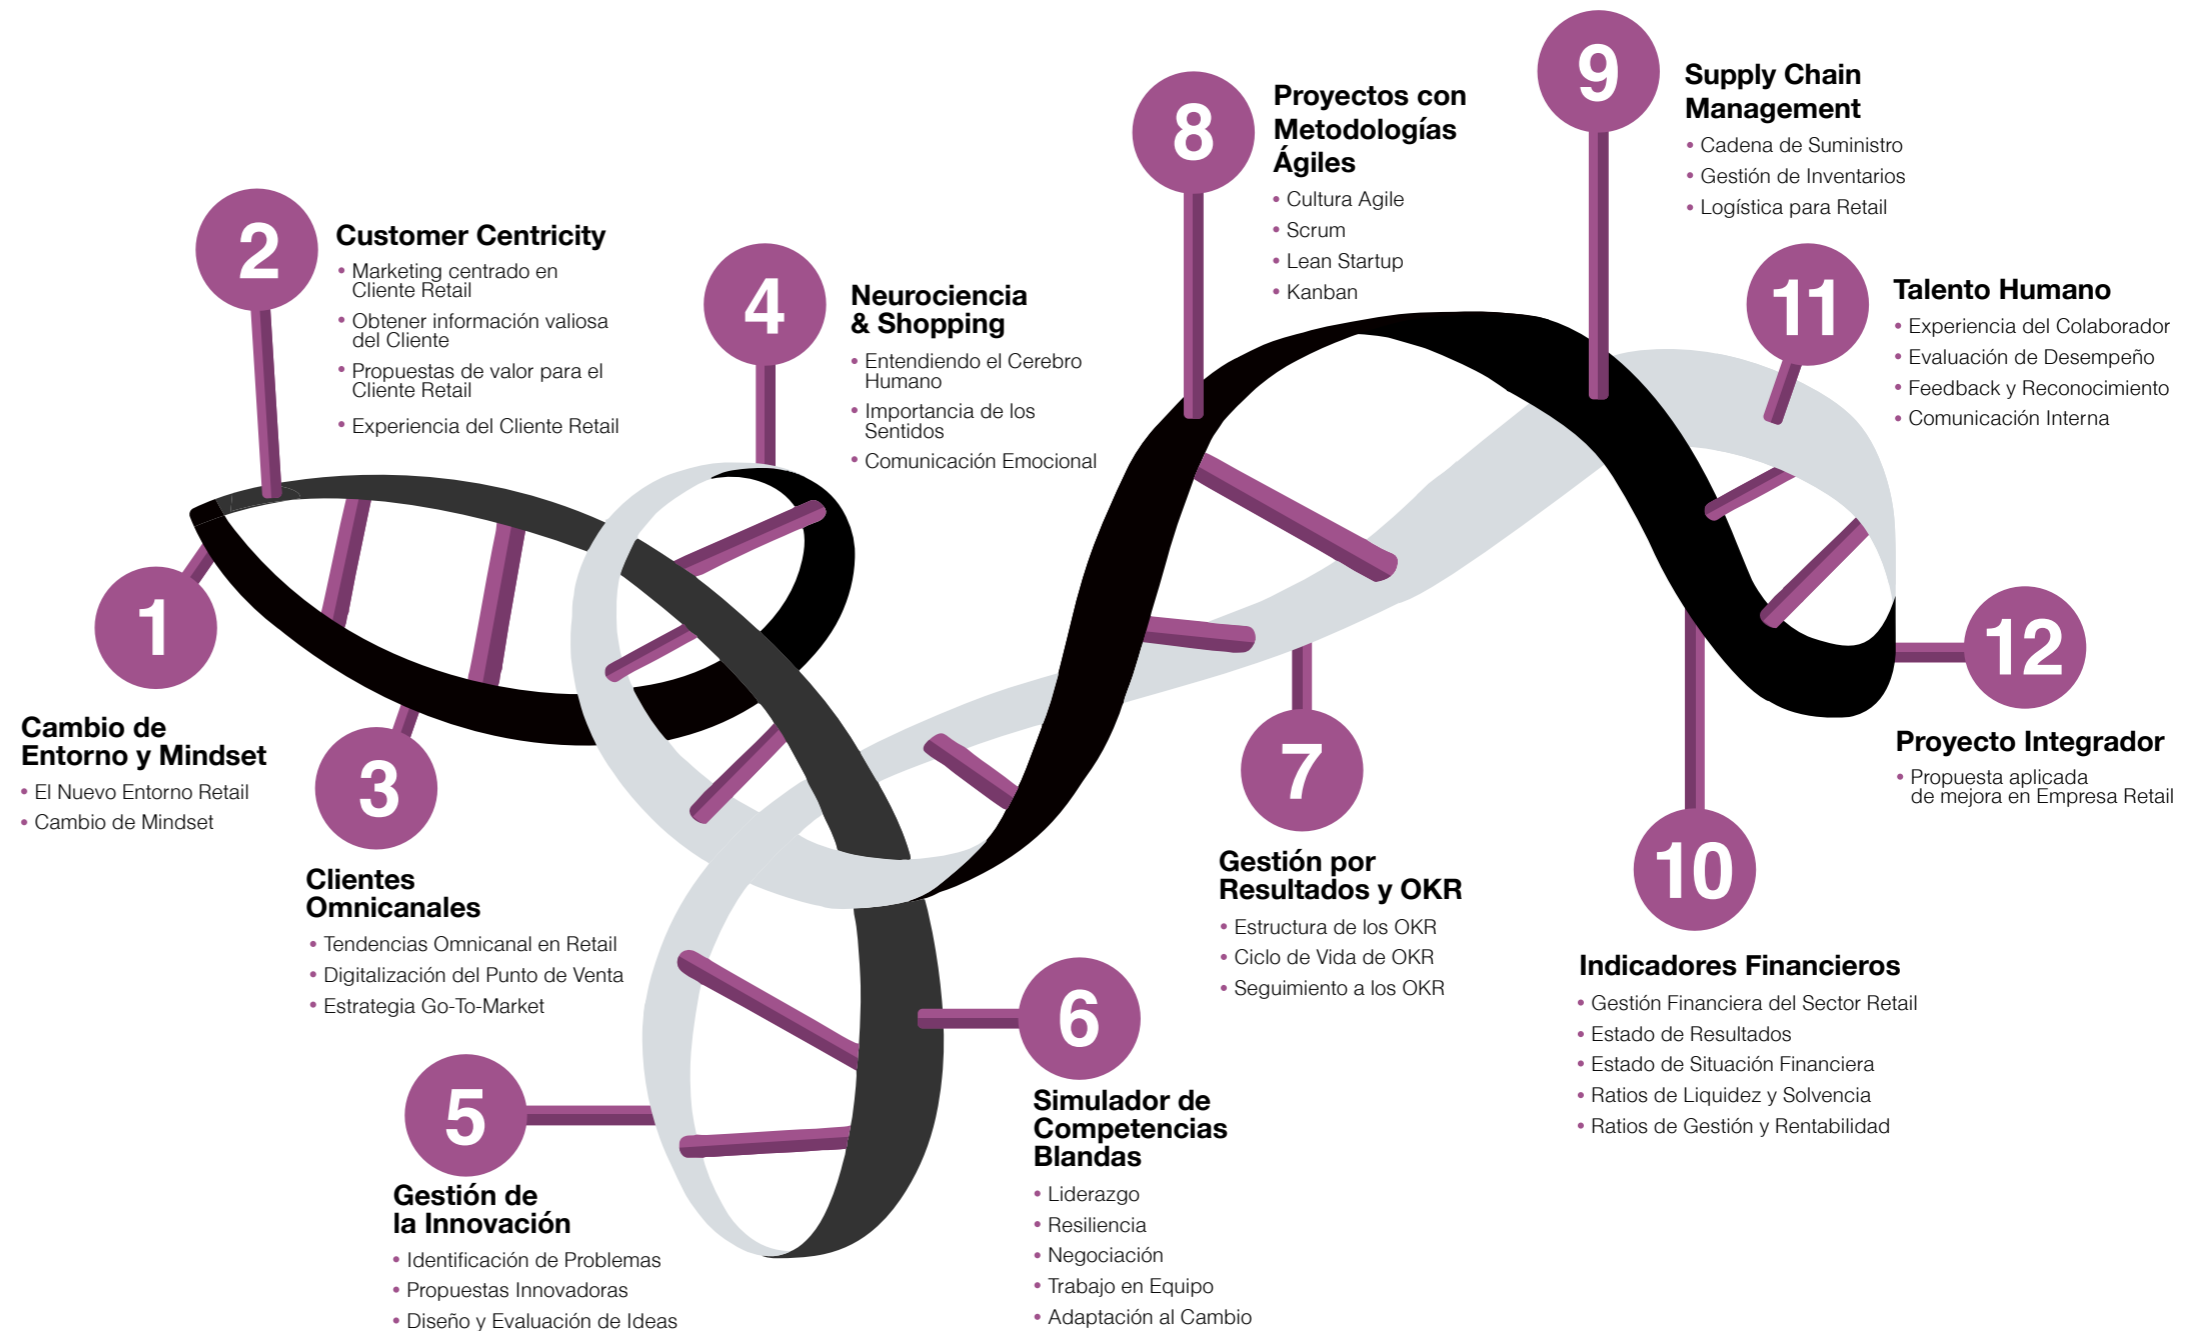 1
Cambio de
Entorno y Mindset
• El Nuevo Entorno Retail
• Cambio de Mindset
2
Customer Centricity
• Marketing centrado en
Cliente Retail
• Obtener información valiosa
del Cliente
• Propuestas de valor para el
Cliente Retail
• Experiencia del Cliente Retail
3
Clientes
Omnicanales
• Tendencias Omnicanal en Retail
• Digitalización del Punto de Venta
• Estrategia Go-To-Market
4
Neurociencia
& Shopping
• Entendiendo el Cerebro
Humano
• Importancia de los
Sentidos
• Comunicación Emocional
5
Gestión de
la Innovación
• Identificación de Problemas
• Propuestas Innovadoras
• Diseño y Evaluación de Ideas
6
Simulador de
Competencias
Blandas
• Liderazgo
• Resiliencia
• Negociación
• Trabajo en Equipo
• Adaptación al Cambio
7
Gestión por
Resultados y OKR
• Estructura de los OKR
• Ciclo de Vida de OKR
• Seguimiento a los OKR
8
Proyectos con
Metodologías
Ágiles
• Cultura Agile
• Scrum
• Lean Startup
• Kanban
9
Supply Chain
Management
• Cadena de Suministro
• Gestión de Inventarios
• Logística para Retail
10
Indicadores Financieros
• Gestión Financiera del Sector Retail
• Estado de Resultados
• Estado de Situación Financiera
• Ratios de Liquidez y Solvencia
• Ratios de Gestión y Rentabilidad
11
Talento Humano
• Experiencia del Colaborador
• Evaluación de Desempeño
• Feedback y Reconocimiento
• Comunicación Interna
12
Proyecto Integrador
• Propuesta aplicada
de mejora en Empresa Retail